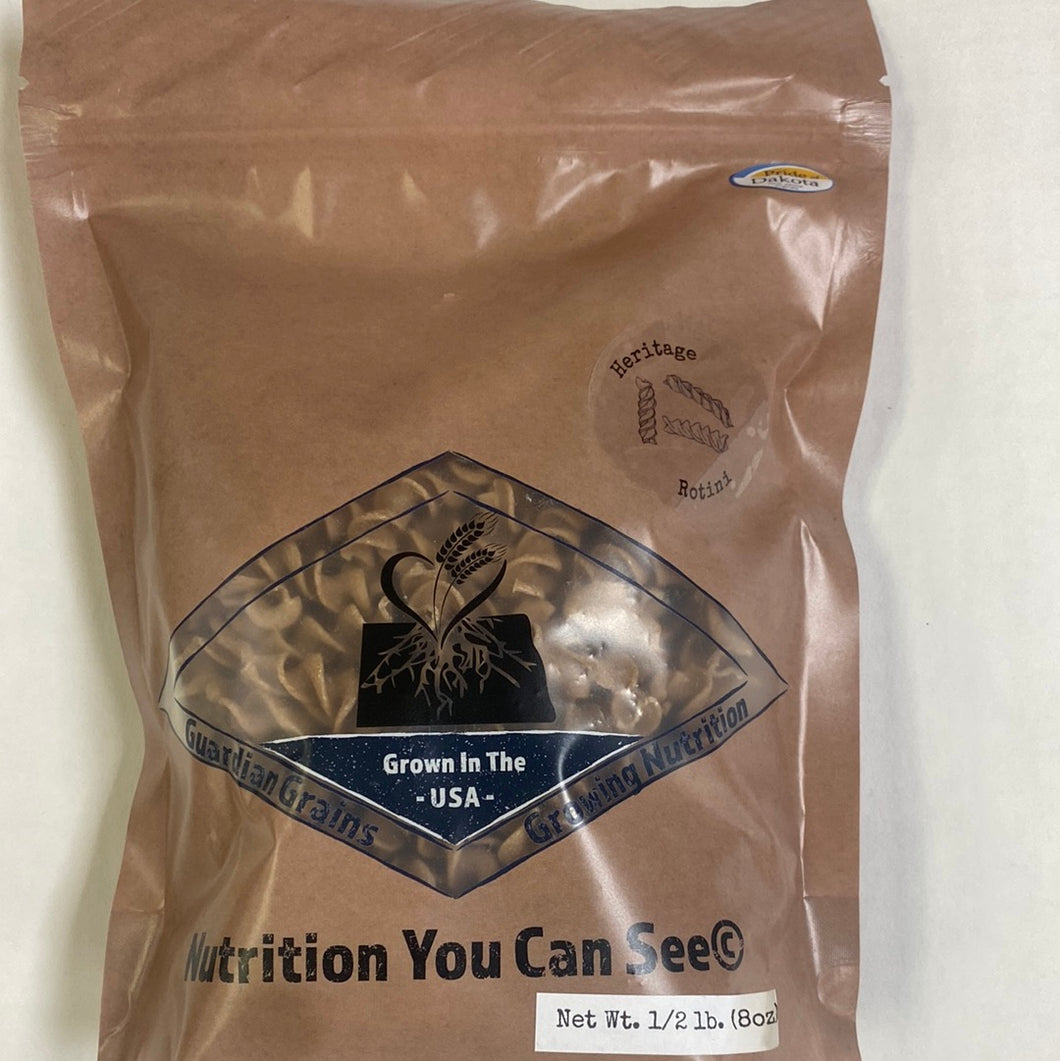 Pride of
Dakota
Heritage
Rotini
Guardian Grains
Growing Nutrition
Grown In The
- USA -
Nutrition You Can See©
Net Wt. 1/2 lb. (8oz)